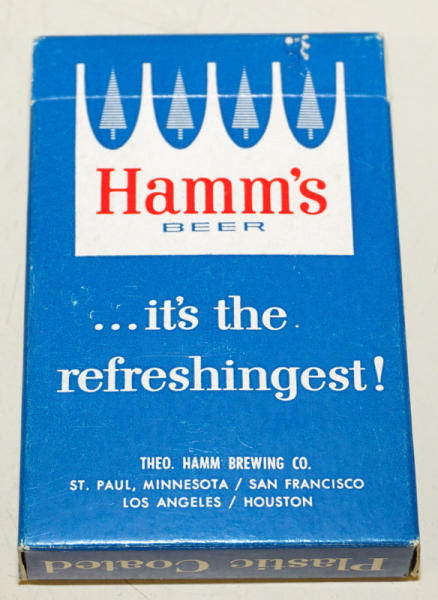 Hamm's
BEER
...it's the
refreshingest!
THEO. HAMM BREWING CO.
ST. PAUL, MINNESOTA / SAN FRANCISCO
LOS ANGELES / HOUSTON
Plastic Coated